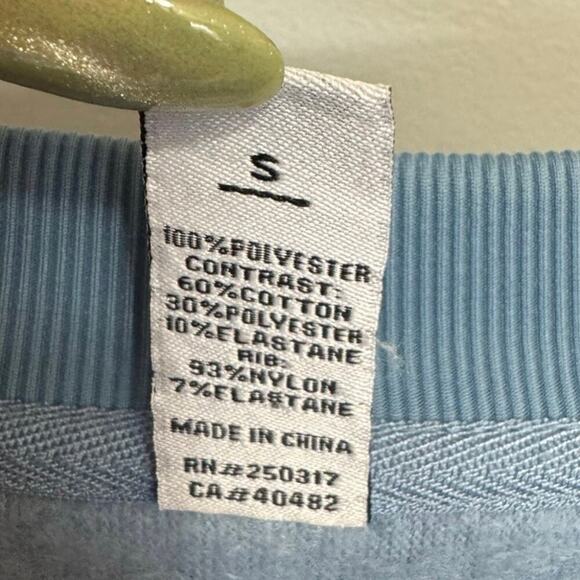 S
100%POLYESTER
CONTRAST:
60%COTTON
30%POLYESTER
10%ELASTANE
RIB:
93%NYLON
7%ELASTANE
MADE IN CHINA
RN#250317
CA#40482